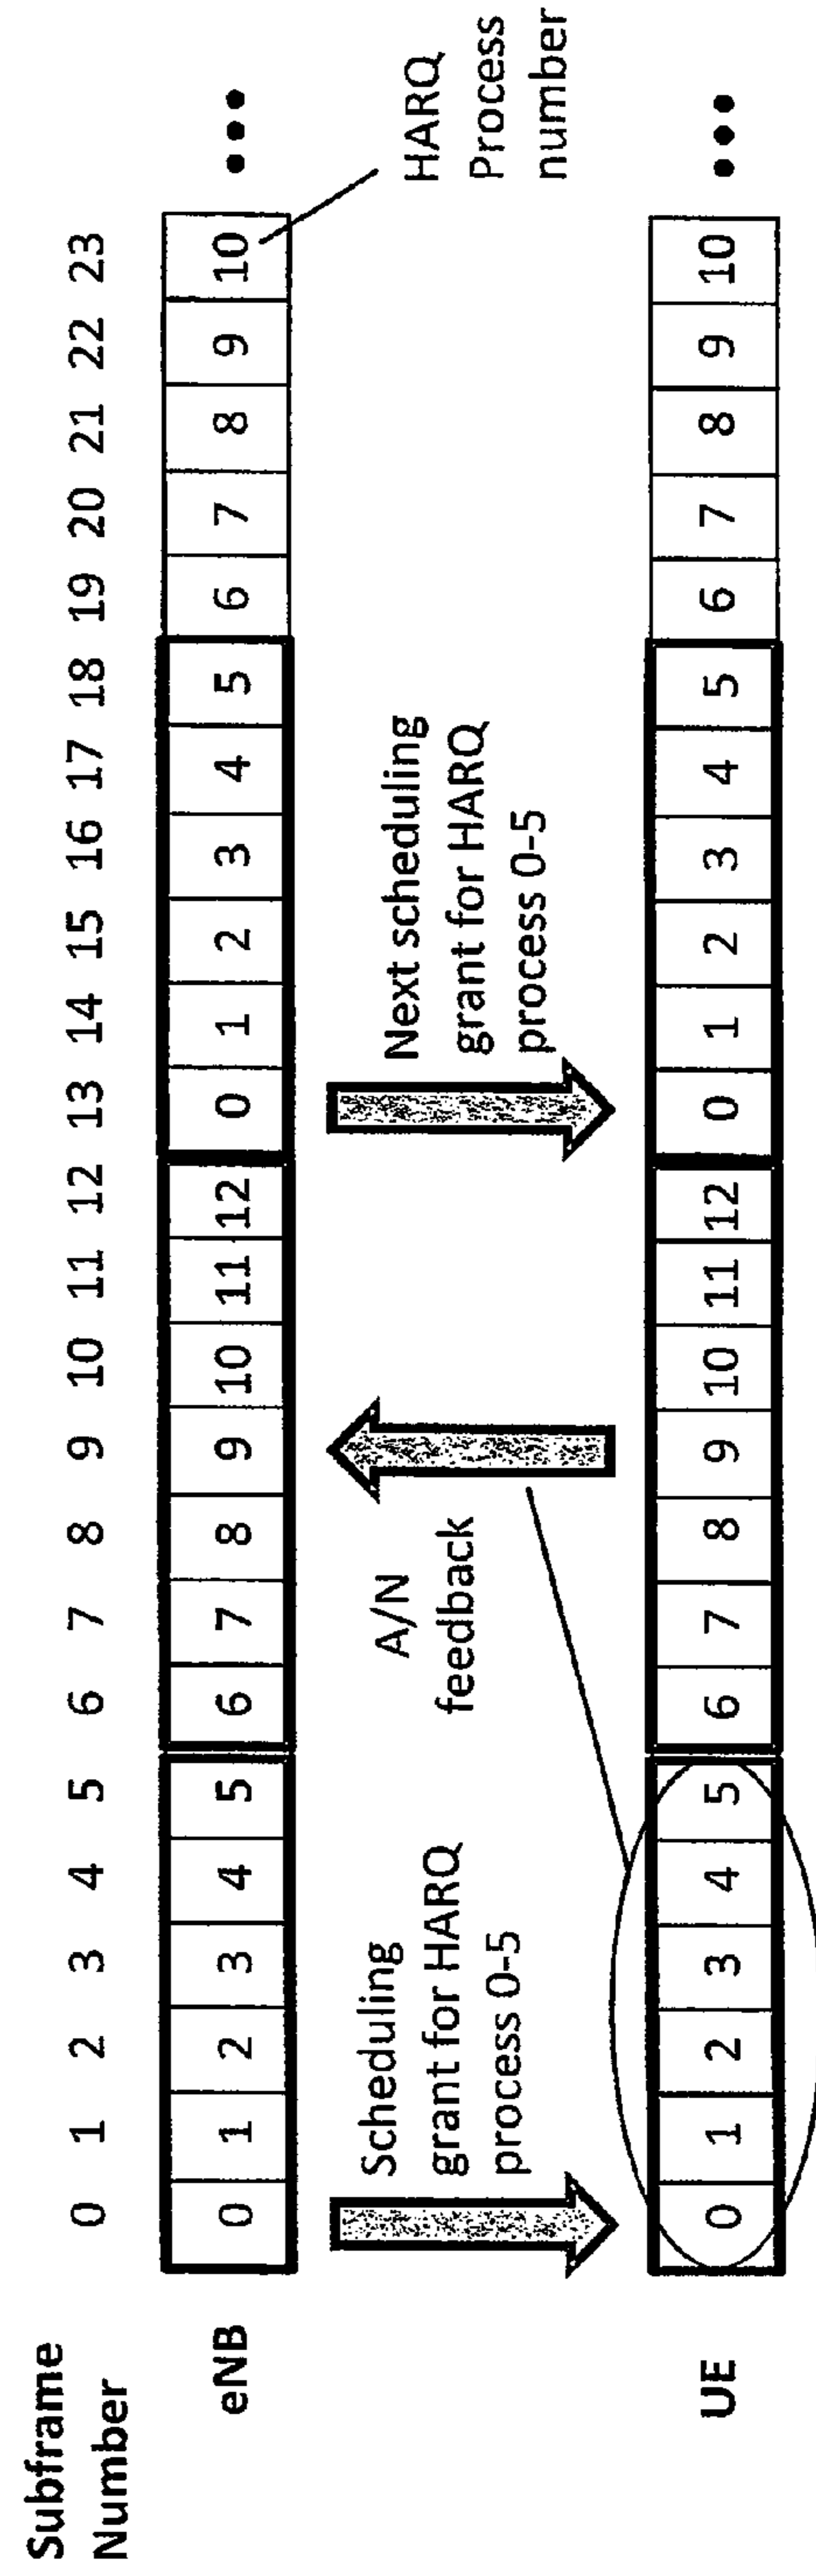 Subframe
Number
0 1 2 3 4 5 6 7 8 9 10 11 12 13 14 15 16 17 18 19 20 21 22 23
eNB
0 1 2 3 4 5 6 7 8 9 10 11 12 0 1 2 3 4 5 6 7 8 9 10 •••
Scheduling
grant for HARQ
process 0-5
A/N
feedback
Next scheduling
grant for HARQ
process 0-5
HARQ
Process
number
UE
0 1 2 3 4 5 6 7 8 9 10 11 12 0 1 2 3 4 5 6 7 8 9 10 •••